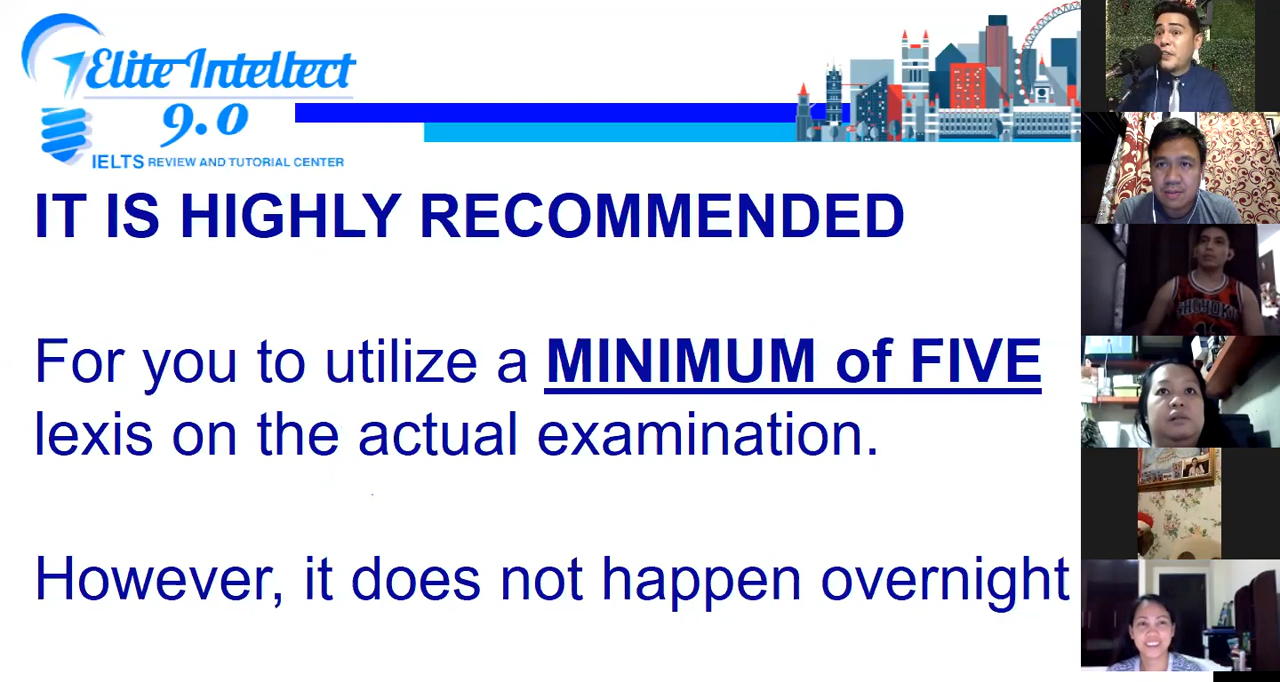 Elite Intellect
9.0
IELTS REVIEW AND TUTORIAL CENTER
IT IS HIGHLY RECOMMENDED
For you to utilize a MINIMUM of FIVE
lexis on the actual examination.
However, it does not happen overnight
SHOHOKU